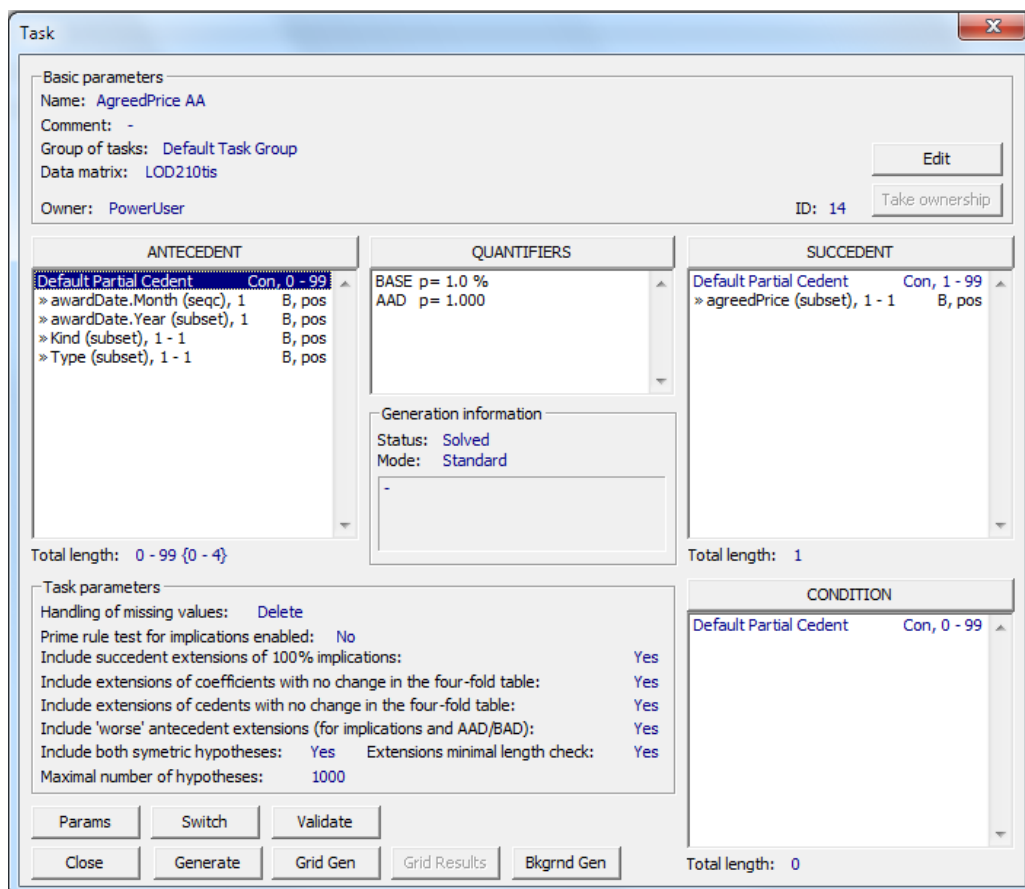 Task
Basic parameters
Name: AgreedPrice AA
Comment: -
Group of tasks: Default Task Group
Data matrix: LOD210tis
Edit
Owner: PowerUser
ID: 14
Take ownership
ANTECEDENT
Default Partial Cedent Con, 0 - 99
» awardDate.Month (seqc), 1 B, pos
» awardDate.Year (subset), 1 B, pos
» Kind (subset), 1 - 1 B, pos
» Type (subset), 1 - 1 B, pos
Total length: 0 - 99 {0 - 4}
QUANTIFIERS
BASE p= 1.0 %
AAD p= 1.000
Generation information
Status: Solved
Mode: Standard
-
SUCCEDENT
Default Partial Cedent Con, 1 - 99
» agreedPrice (subset), 1 - 1 B, pos
Total length: 1
Task parameters
Handling of missing values: Delete
Prime rule test for implications enabled: No
Include succedent extensions of 100% implications: Yes
Include extensions of coefficients with no change in the four-fold table: Yes
Include extensions of cedents with no change in the four-fold table: Yes
Include 'worse' antecedent extensions (for implications and AAD/BAD): Yes
Include both symetric hypotheses: Yes Extensions minimal length check: Yes
Maximal number of hypotheses: 1000
CONDITION
Default Partial Cedent Con, 0 - 99
Total length: 0
Params Switch Validate
Close Generate Grid Gen Grid Results Bkgrnd Gen